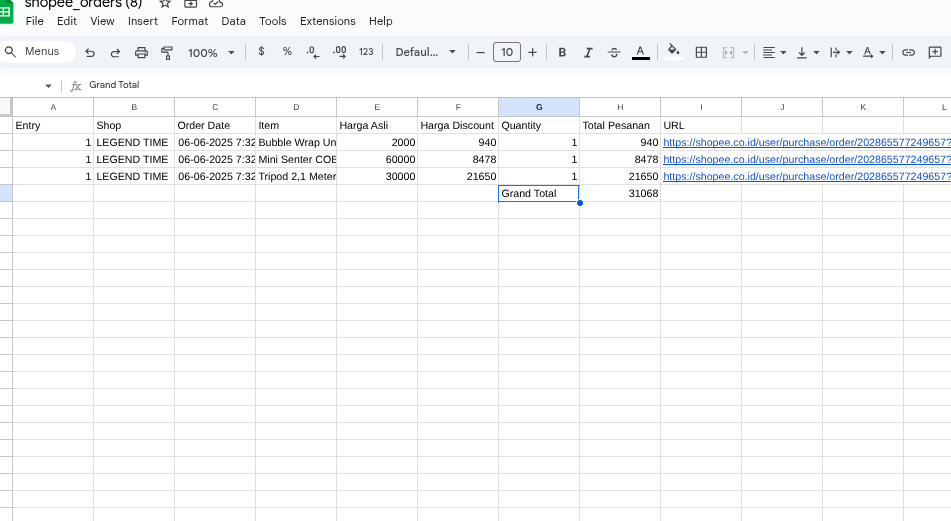 shopee_orders (8)
File Edit View Insert Format Data Tools Extensions Help
Menus 100% $ % .0 .00 123 Defaul... 10 B I A
Grand Total
A B C D E F G H I J K L
Entry Shop Order Date Item Harga Asli Harga Discount Quantity Total Pesanan URL
1 LEGEND TIME 06-06-2025 7:32 Bubble Wrap Un 2000 940 1 940 https://shopee.co.id/user/purchase/order/202865577249657?
1 LEGEND TIME 06-06-2025 7:32 Mini Senter COB 60000 8478 1 8478 https://shopee.co.id/user/purchase/order/202865577249657?
1 LEGEND TIME 06-06-2025 7:32 Tripod 2,1 Meter 30000 21650 1 21650 https://shopee.co.id/user/purchase/order/202865577249657?
Grand Total 31068